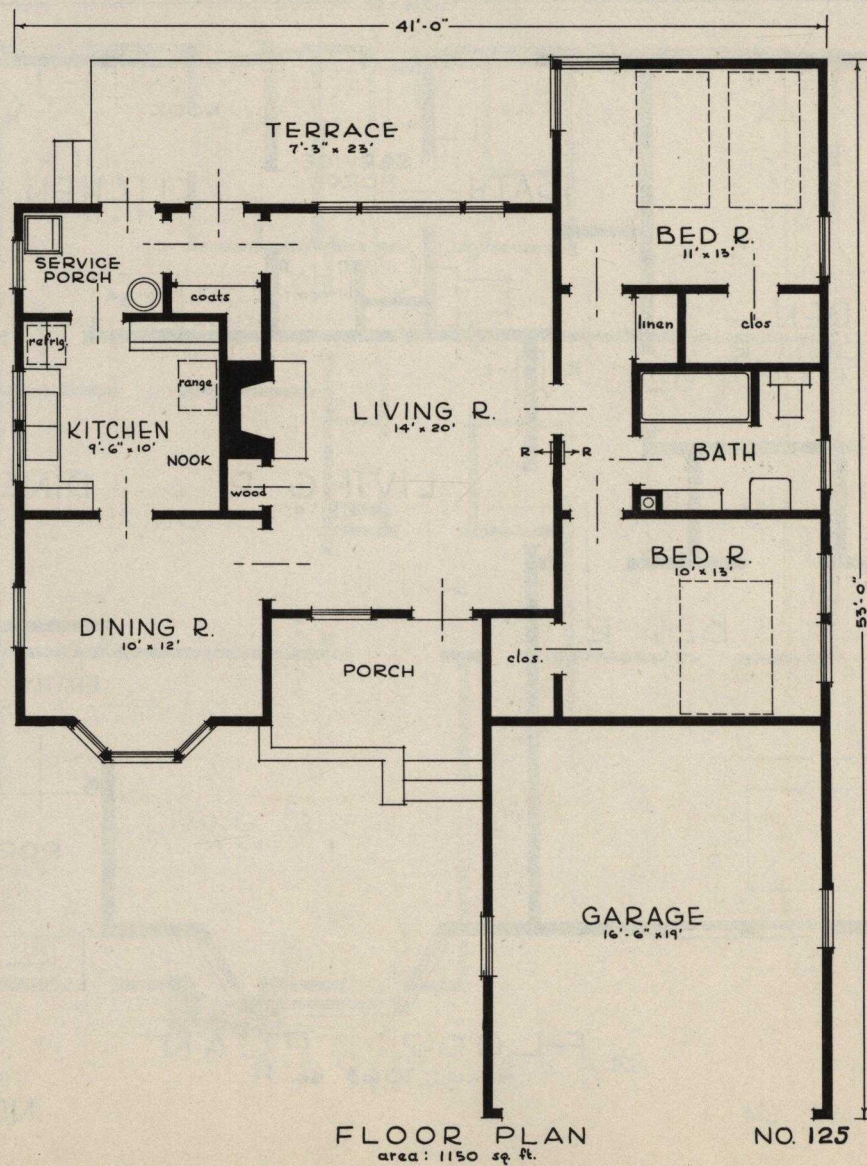 41'-0"
TERRACE
7'-3" x 23'
BED R.
11' x 13'
SERVICE
PORCH
coats
linen
clos
refrig.
range
KITCHEN
9'-6" x 10'
NOOK
LIVING R.
14' x 20'
R R
BATH
wood
BED R.
10' x 13'
53'-0"
DINING R.
10' x 12'
PORCH
clos.
GARAGE
16'-6" x 19'
FLOOR PLAN
area: 1150 sq. ft.
NO. 125